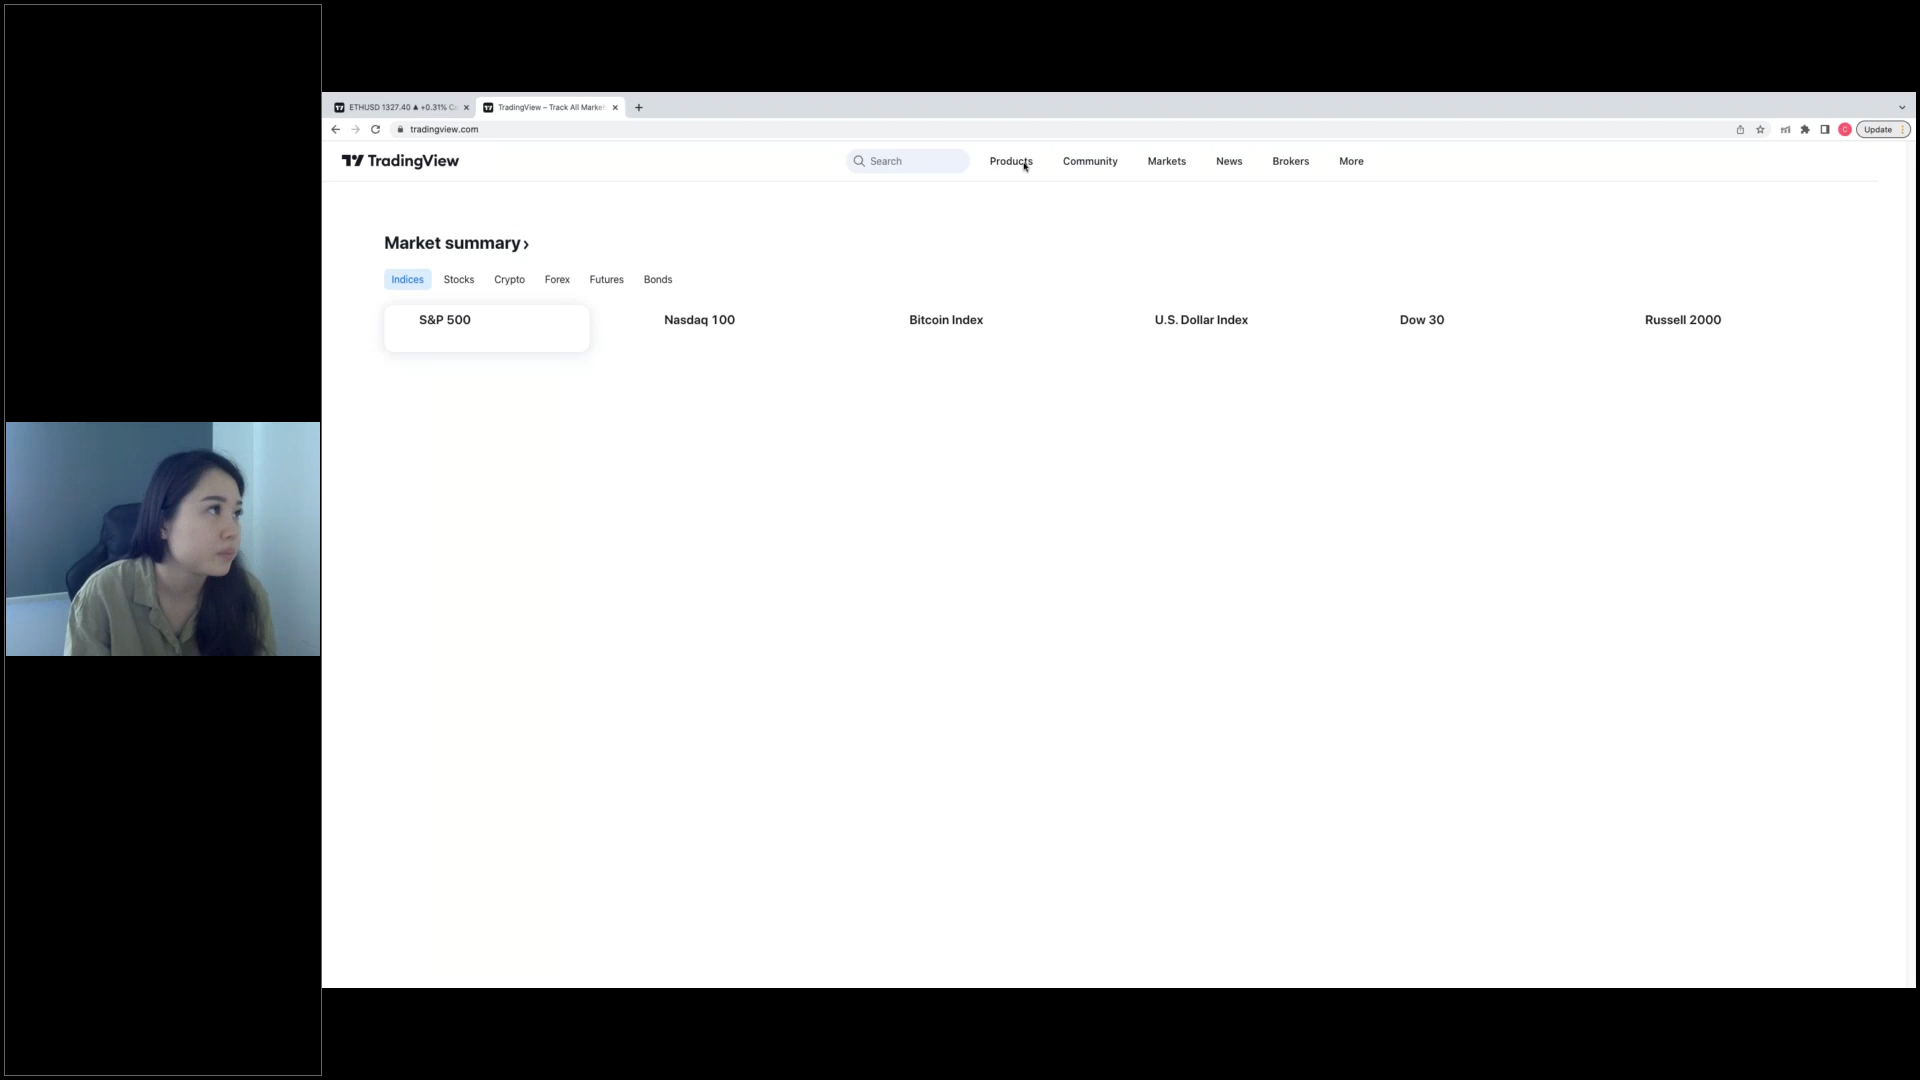 ETHUSD 1327.40 ▲ +0.31%
TradingView – Track All Marke
tradingview.com
Update
TradingView
Search
Products
Community
Markets
News
Brokers
More
Market summary ›
Indices
Stocks
Crypto
Forex
Futures
Bonds
S&P 500
Nasdaq 100
Bitcoin Index
U.S. Dollar Index
Dow 30
Russell 2000